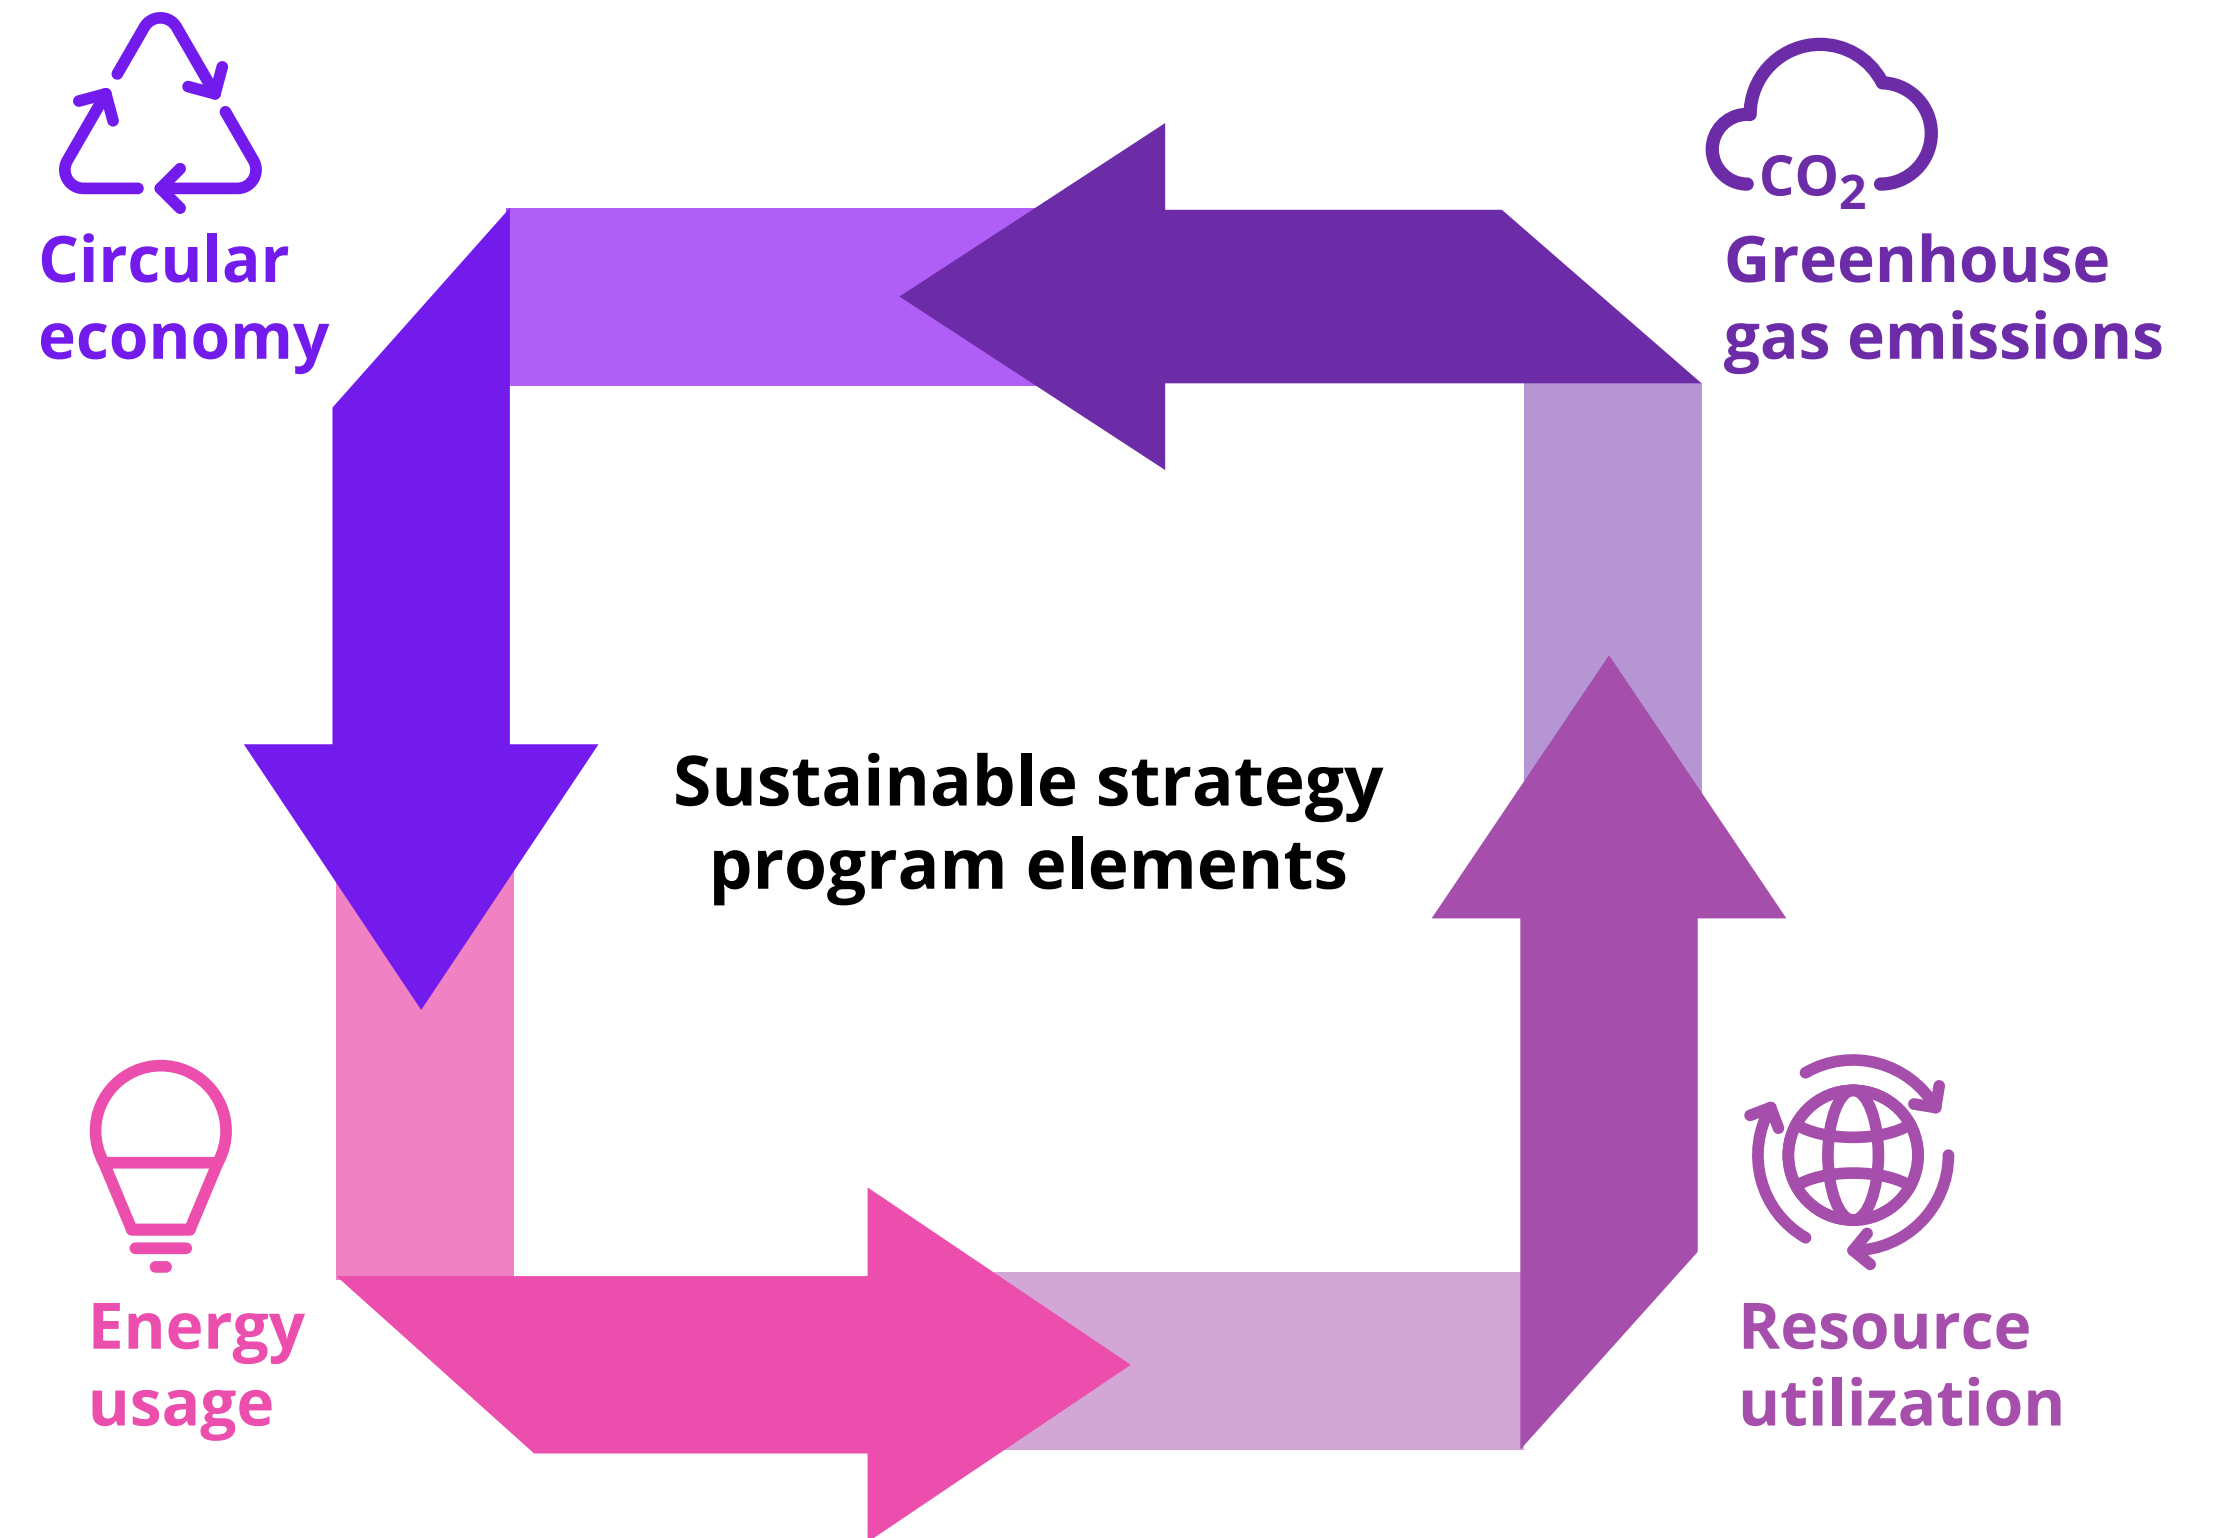 CO₂
Circular
economy
Greenhouse
gas emissions
Sustainable strategy
program elements
Energy
usage
Resource
utilization